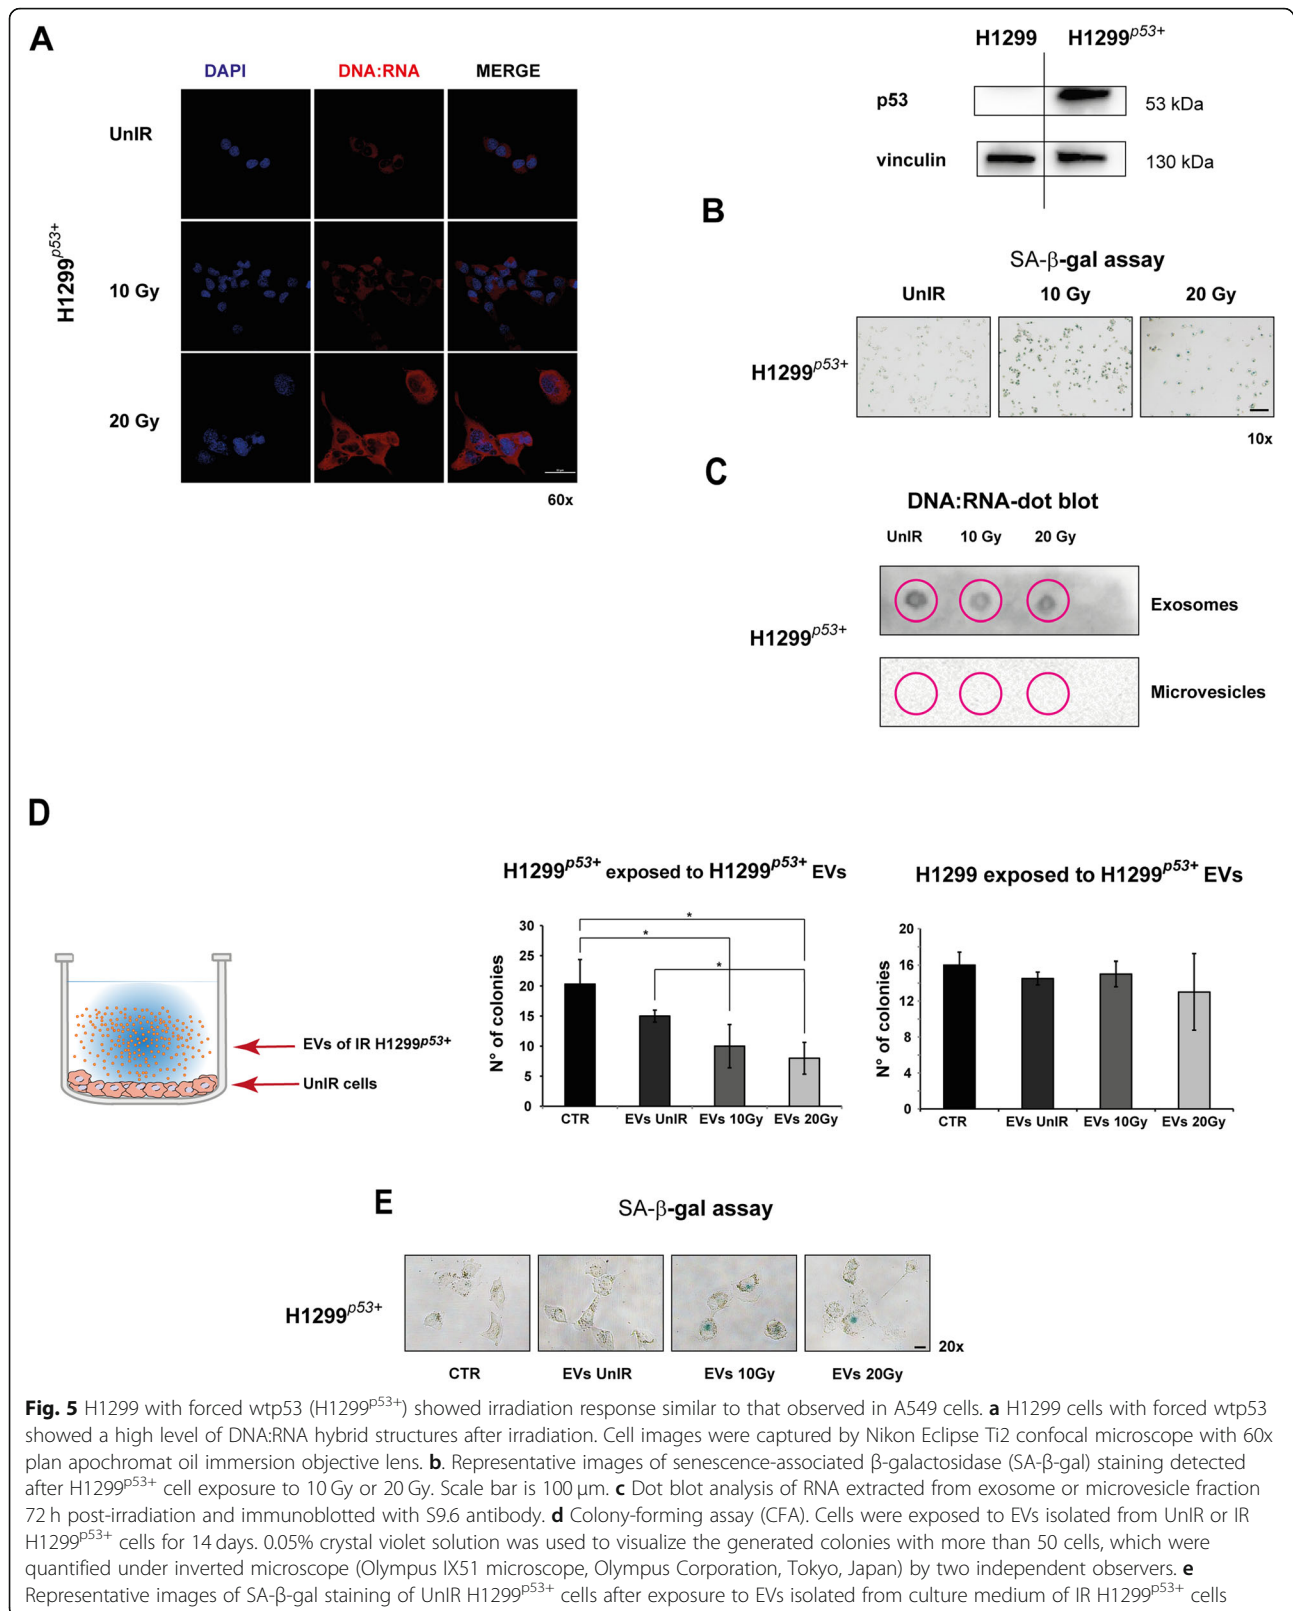 A
DAPI DNA:RNA MERGE
UnIR
10 Gy
20 Gy
H1299p53+
60x
H1299 H1299p53+
p53 53 kDa
vinculin 130 kDa
B
SA-β-gal assay
UnIR 10 Gy 20 Gy
H1299p53+
10x
C
DNA:RNA-dot blot
UnIR 10 Gy 20 Gy
Exosomes
H1299p53+
Microvesicles
D
EVs of IR H1299p53+
UnIR cells
H1299p53+ exposed to H1299p53+ EVs
N° of colonies
30
25
20
15
10
5
0
* * *
CTR EVs UnIR EVs 10Gy EVs 20Gy
H1299 exposed to H1299p53+ EVs
N° of colonies
20
16
12
8
4
0
CTR EVs UnIR EVs 10Gy EVs 20Gy
E
SA-β-gal assay
H1299p53+
20x
CTR EVs UnIR EVs 10Gy EVs 20Gy
Fig. 5 H1299 with forced wtp53 (H1299p53+) showed irradiation response similar to that observed in A549 cells. a H1299 cells with forced wtp53
showed a high level of DNA:RNA hybrid structures after irradiation. Cell images were captured by Nikon Eclipse Ti2 confocal microscope with 60x
plan apochromat oil immersion objective lens. b. Representative images of senescence-associated β-galactosidase (SA-β-gal) staining detected
after H1299p53+ cell exposure to 10 Gy or 20 Gy. Scale bar is 100 μm. c Dot blot analysis of RNA extracted from exosome or microvesicle fraction
72 h post-irradiation and immunoblotted with S9.6 antibody. d Colony-forming assay (CFA). Cells were exposed to EVs isolated from UnIR or IR
H1299p53+ cells for 14 days. 0.05% crystal violet solution was used to visualize the generated colonies with more than 50 cells, which were
quantified under inverted microscope (Olympus IX51 microscope, Olympus Corporation, Tokyo, Japan) by two independent observers. e
Representative images of SA-β-gal staining of UnIR H1299p53+ cells after exposure to EVs isolated from culture medium of IR H1299p53+ cells